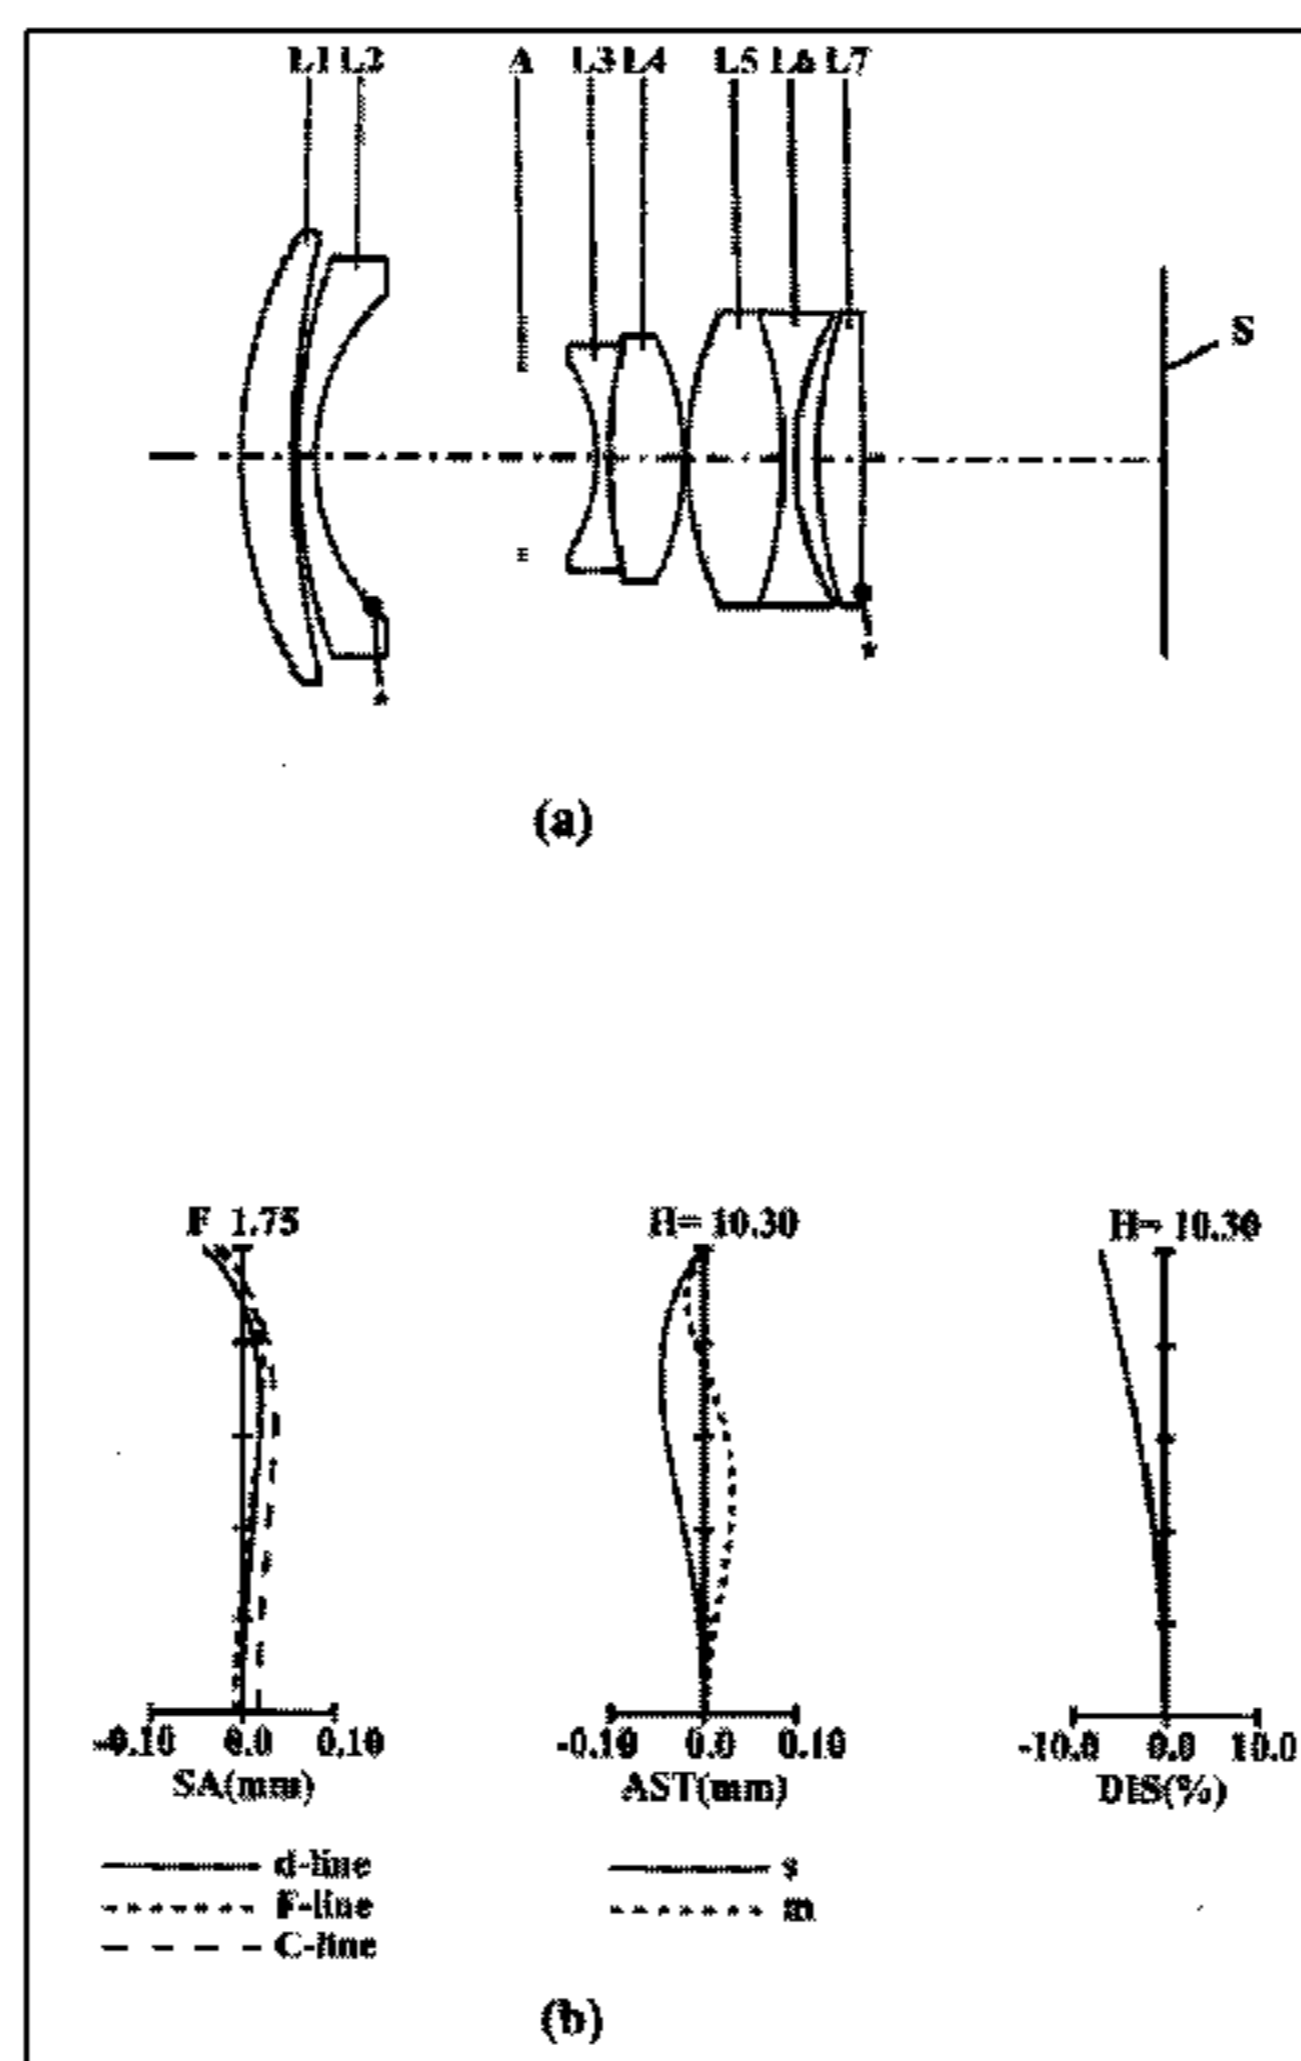 L1 L2 A L3 L4 L5 L6 L7
S
*
*
(a)
F 1.75 H= 10.30 H= 10.30
-0.10 0.0 0.10 -0.10 0.0 0.10 -10.0 0.0 10.0
SA(mm) AST(mm) DIS(%)
d-line s
F-line m
C-line
(b)